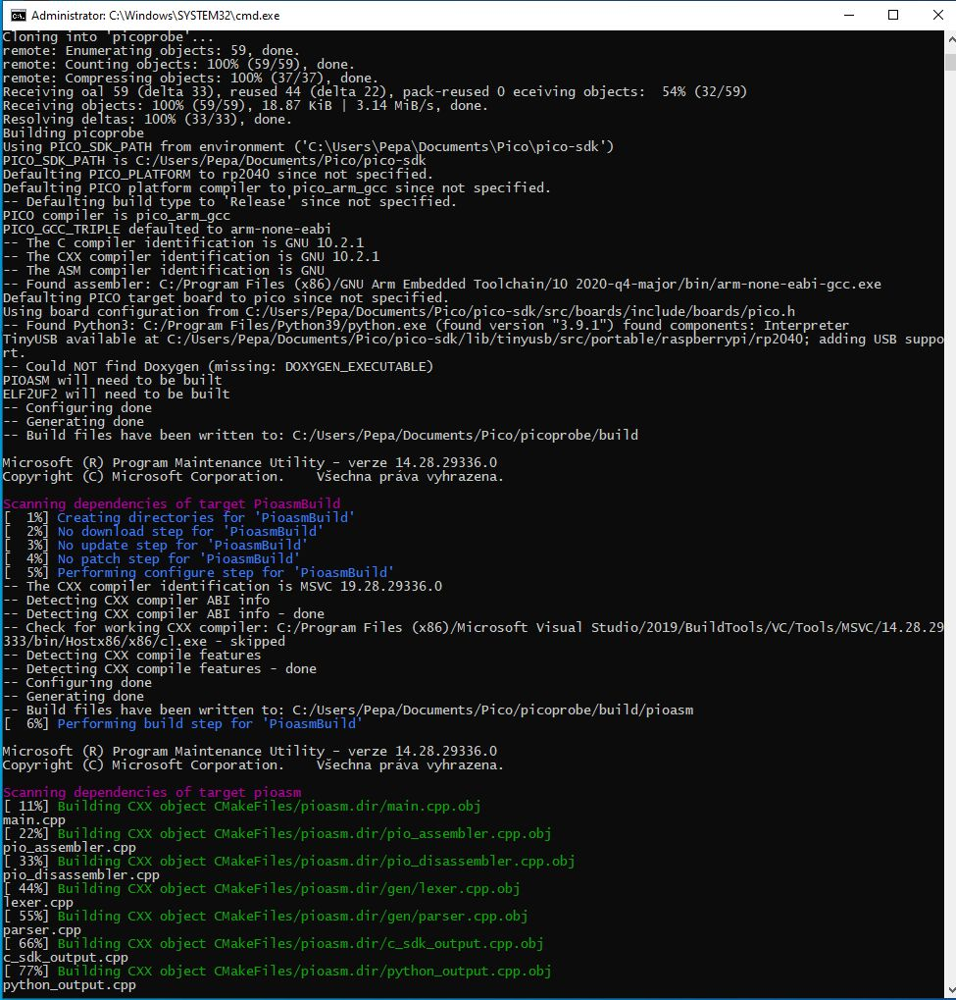 Administrator: C:\Windows\SYSTEM32\cmd.exe
Cloning into 'picoprobe'...
remote: Enumerating objects: 59, done.
remote: Counting objects: 100% (59/59), done.
remote: Compressing objects: 100% (37/37), done.
Receiving oal 59 (delta 33), reused 44 (delta 22), pack-reused 0 eceiving objects:  54% (32/59)
Receiving objects: 100% (59/59), 18.87 KiB | 3.14 MiB/s, done.
Resolving deltas: 100% (33/33), done.
Building picoprobe
Using PICO_SDK_PATH from environment ('C:\Users\Pepa\Documents\Pico\pico-sdk')
PICO_SDK_PATH is C:/Users/Pepa/Documents/Pico/pico-sdk
Defaulting PICO_PLATFORM to rp2040 since not specified.
Defaulting PICO platform compiler to pico_arm_gcc since not specified.
-- Defaulting build type to 'Release' since not specified.
PICO compiler is pico_arm_gcc
PICO_GCC_TRIPLE defaulted to arm-none-eabi
-- The C compiler identification is GNU 10.2.1
-- The CXX compiler identification is GNU 10.2.1
-- The ASM compiler identification is GNU
-- Found assembler: C:/Program Files (x86)/GNU Arm Embedded Toolchain/10 2020-q4-major/bin/arm-none-eabi-gcc.exe
Defaulting PICO target board to pico since not specified.
Using board configuration from C:/Users/Pepa/Documents/Pico/pico-sdk/src/boards/include/boards/pico.h
-- Found Python3: C:/Program Files/Python39/python.exe (found version "3.9.1") found components: Interpreter
TinyUSB available at C:/Users/Pepa/Documents/Pico/pico-sdk/lib/tinyusb/src/portable/raspberrypi/rp2040; adding USB suppo
rt.
-- Could NOT find Doxygen (missing: DOXYGEN_EXECUTABLE)
PIOASM will need to be built
ELF2UF2 will need to be built
-- Configuring done
-- Generating done
-- Build files have been written to: C:/Users/Pepa/Documents/Pico/picoprobe/build
Microsoft (R) Program Maintenance Utility - verze 14.28.29336.0
Copyright (C) Microsoft Corporation.    Všechna práva vyhrazena.
Scanning dependencies of target PioasmBuild
[  1%] Creating directories for 'PioasmBuild'
[  2%] No download step for 'PioasmBuild'
[  3%] No update step for 'PioasmBuild'
[  4%] No patch step for 'PioasmBuild'
[  5%] Performing configure step for 'PioasmBuild'
-- The CXX compiler identification is MSVC 19.28.29336.0
-- Detecting CXX compiler ABI info
-- Detecting CXX compiler ABI info - done
-- Check for working CXX compiler: C:/Program Files (x86)/Microsoft Visual Studio/2019/BuildTools/VC/Tools/MSVC/14.28.29
333/bin/Hostx86/x86/cl.exe - skipped
-- Detecting CXX compile features
-- Detecting CXX compile features - done
-- Configuring done
-- Generating done
-- Build files have been written to: C:/Users/Pepa/Documents/Pico/picoprobe/build/pioasm
[  6%] Performing build step for 'PioasmBuild'
Microsoft (R) Program Maintenance Utility - verze 14.28.29336.0
Copyright (C) Microsoft Corporation.    Všechna práva vyhrazena.
Scanning dependencies of target pioasm
[ 11%] Building CXX object CMakeFiles/pioasm.dir/main.cpp.obj
main.cpp
[ 22%] Building CXX object CMakeFiles/pioasm.dir/pio_assembler.cpp.obj
pio_assembler.cpp
[ 33%] Building CXX object CMakeFiles/pioasm.dir/pio_disassembler.cpp.obj
pio_disassembler.cpp
[ 44%] Building CXX object CMakeFiles/pioasm.dir/gen/lexer.cpp.obj
lexer.cpp
[ 55%] Building CXX object CMakeFiles/pioasm.dir/gen/parser.cpp.obj
parser.cpp
[ 66%] Building CXX object CMakeFiles/pioasm.dir/c_sdk_output.cpp.obj
c_sdk_output.cpp
[ 77%] Building CXX object CMakeFiles/pioasm.dir/python_output.cpp.obj
python_output.cpp